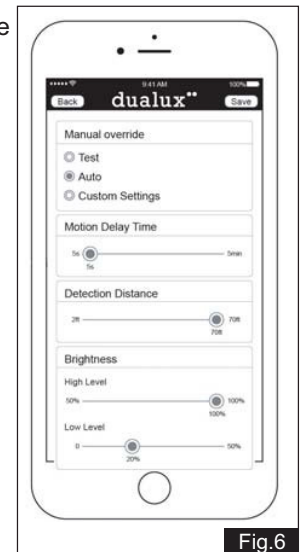 e
9:41 AM 100%
Back dualux Save
Manual override
Test
Auto
Custom Settings
Motion Delay Time
5s 5min
5s
Detection Distance
2ft 70ft
70ft
Brightness
High Level
50% 100%
100%
Low Level
0 50%
20%
Fig.6